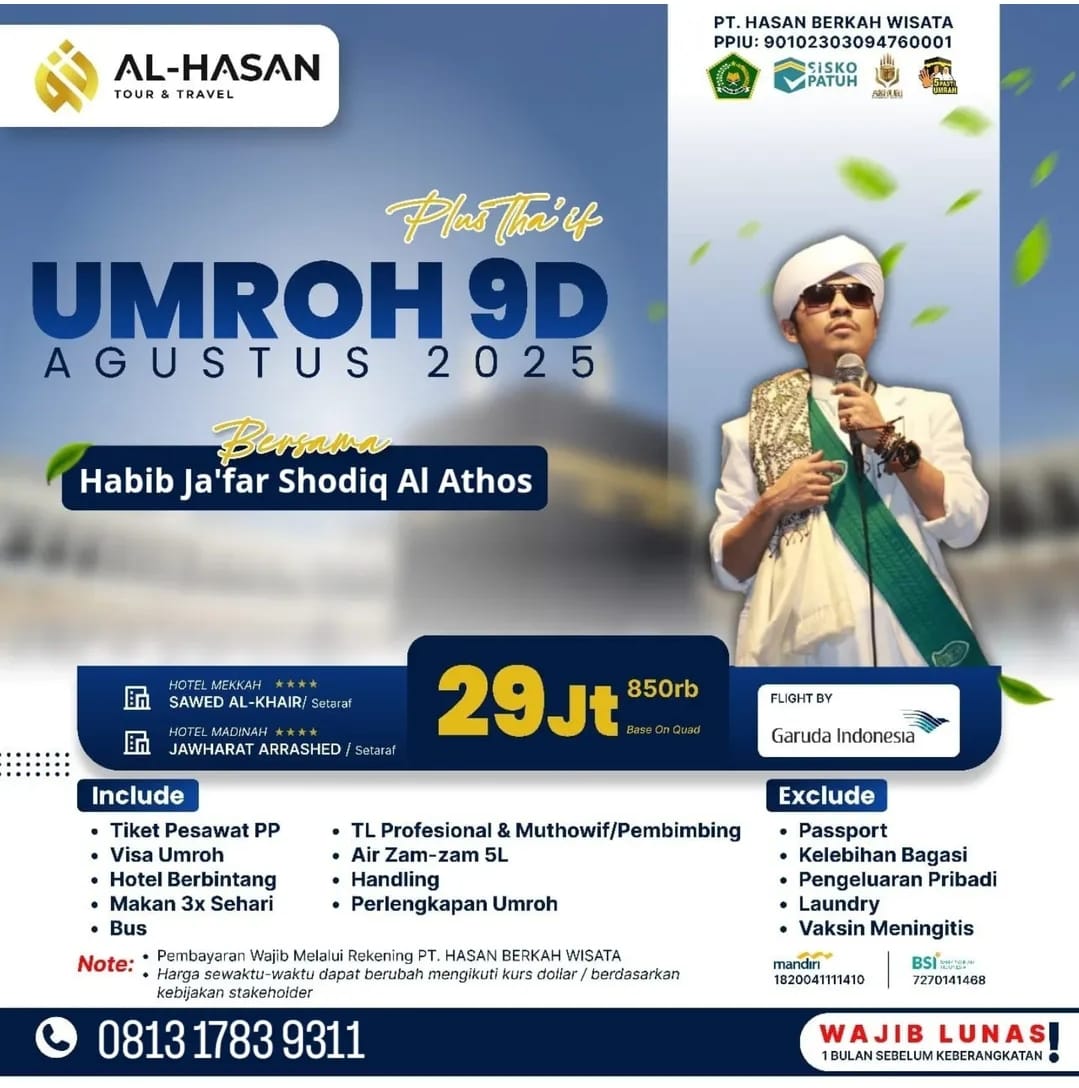 AL-HASAN
TOUR & TRAVEL
PT. HASAN BERKAH WISATA
PPIU: 90102303094760001
SISKO
PATUH
5 PASTI
UMRAH
Plus Tha'if
UMROH 9D
AGUSTUS 2025
Bersama
Habib Ja'far Shodiq Al Athos
HOTEL MEKKAH ★★★★
SAWED AL-KHAIR/ Setaraf
HOTEL MADINAH ★★★★
JAWHARAT ARRASHED / Setaraf
29Jt 850rb
Base On Quad
FLIGHT BY
Garuda Indonesia
Include
• Tiket Pesawat PP
• Visa Umroh
• Hotel Berbintang
• Makan 3x Sehari
• Bus
• TL Profesional & Muthowif/Pembimbing
• Air Zam-zam 5L
• Handling
• Perlengkapan Umroh
Exclude
• Passport
• Kelebihan Bagasi
• Pengeluaran Pribadi
• Laundry
• Vaksin Meningitis
Note: • Pembayaran Wajib Melalui Rekening PT. HASAN BERKAH WISATA
• Harga sewaktu-waktu dapat berubah mengikuti kurs dollar / berdasarkan
kebijakan stakeholder
mandiri
1820041111410
BSI
7270141468
0813 1783 9311
WAJIB LUNAS!
1 BULAN SEBELUM KEBERANGKATAN